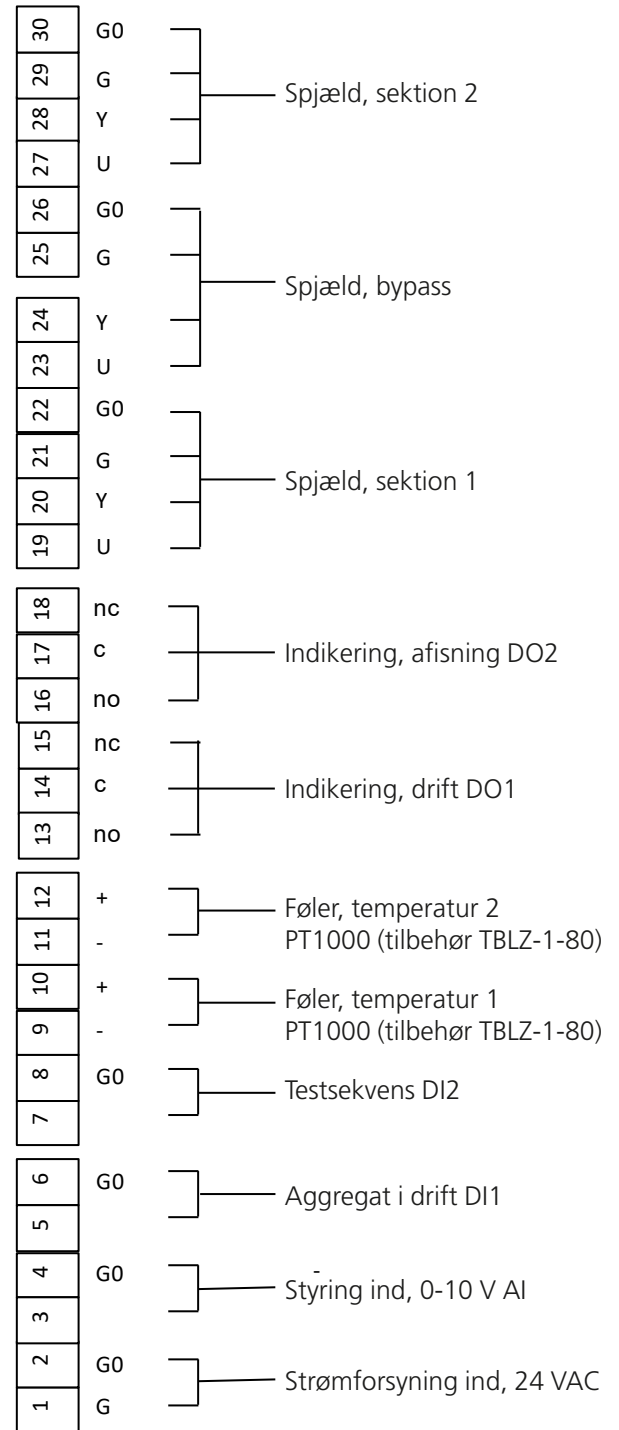 30 G0
29 G
Spjæld, sektion 2
28 Y
27 U
26 G0
25 G
Spjæld, bypass
24 Y
23 U
22 G0
21 G
Spjæld, sektion 1
20 Y
19 U
18 nc
17 c Indikering, afisning DO2
16 no
15 nc
14 c Indikering, drift DO1
13 no
12 +
Føler, temperatur 2
11 - PT1000 (tilbehør TBLZ-1-80)
10 +
Føler, temperatur 1
9 - PT1000 (tilbehør TBLZ-1-80)
8 G0
Testsekvens DI2
7
6 G0
Aggregat i drift DI1
5
4 G0 -
Styring ind, 0-10 V AI
3
2 G0
Strømforsyning ind, 24 VAC
1 G